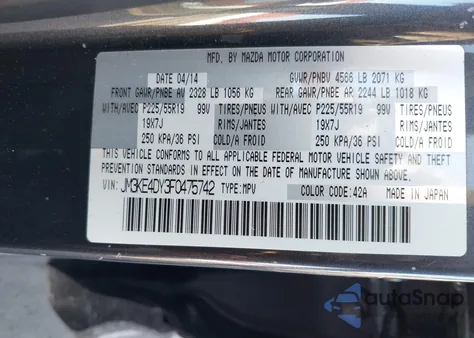 MFD. BY MAZDA MOTOR CORPORATION
DATE 04/14 GVWR/PNBV 4566 LB 2071 KG
FRONT GAWR/PNBE AV 2328 LB 1056 KG REAR GAWR/PNBE AR 2244 LB 1018 KG
WITH/AVEC P225/55R19 99V TIRES/PNEUS WITH/AVEC P225/55R19 99V TIRES/PNEUS
19X7J RIMS/JANTES 19X7J RIMS/JANTES
250 KPA/36 PSI COLD/A FROID 250 KPA/36 PSI COLD/A FROID
THIS VEHICLE CONFORMS TO ALL APPLICABLE FEDERAL MOTOR VEHICLE SAFETY, BUMPER, AND THEFT
PREVENTION STANDARDS IN EFFECT ON THE DATE OF MANUFACTURE SHOWN ABOVE.
VIN: JM3KE4DY3F0475742 TYPE: MPV COLOR CODE: 42A MADE IN JAPAN
autoSnap